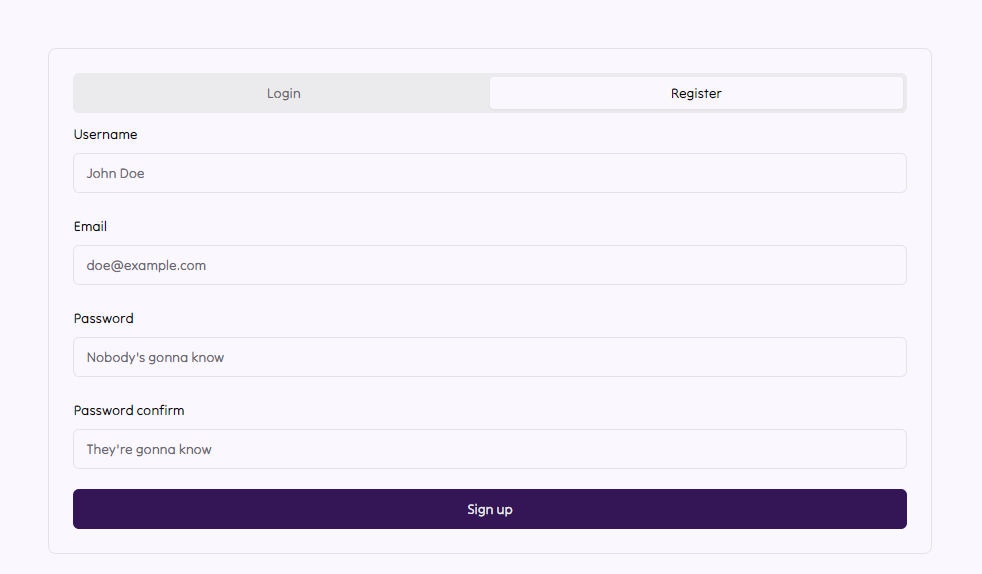 Login
Register
Username
John Doe
Email
doe@example.com
Password
Nobody's gonna know
Password confirm
They're gonna know
Sign up